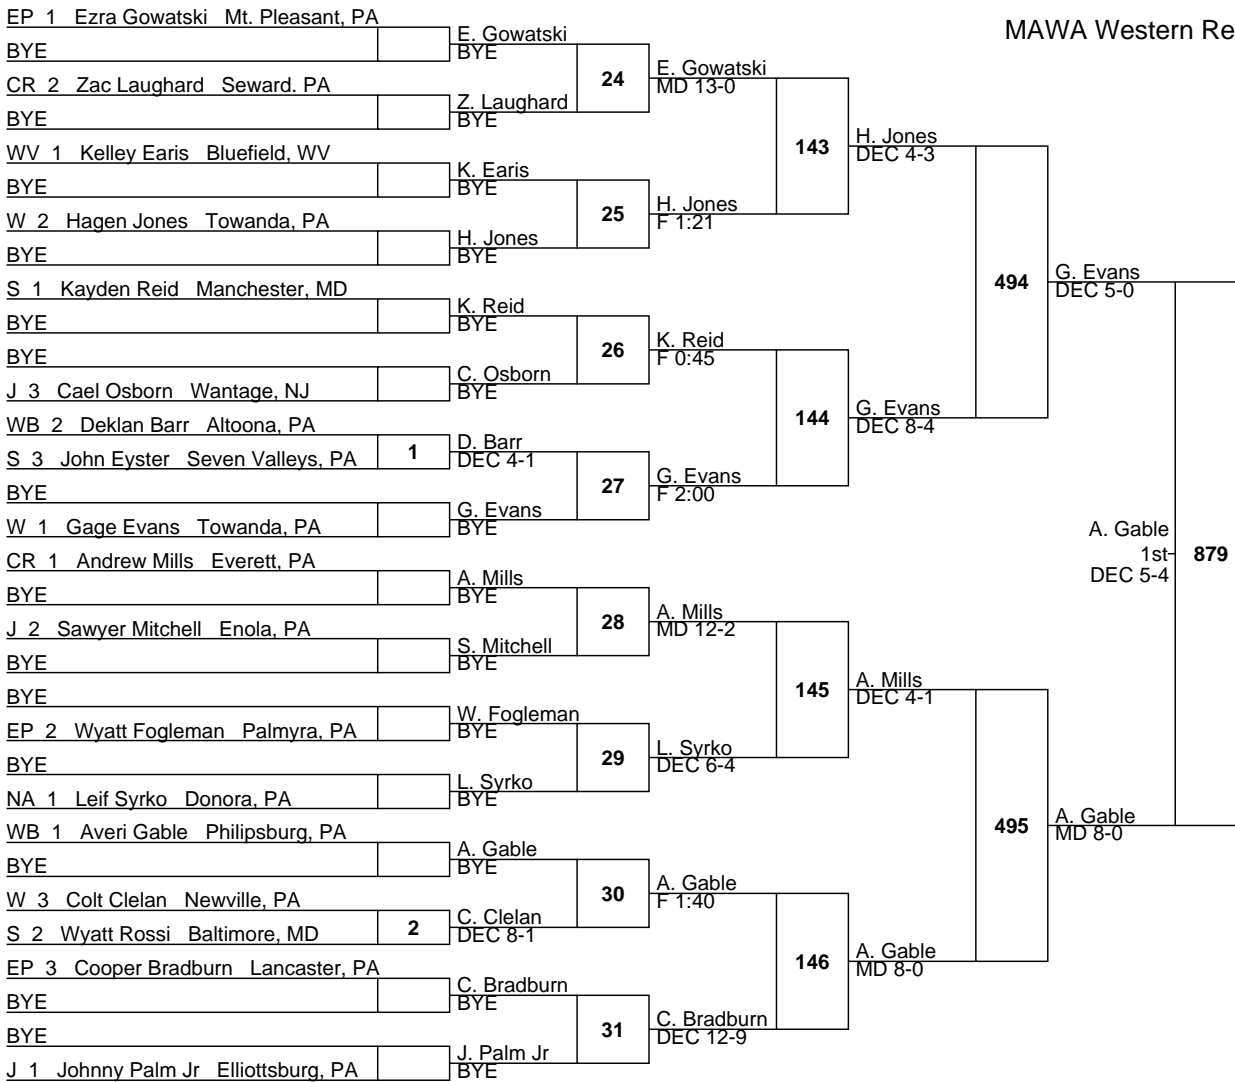 MAWA Western Re
EP 1 Ezra Gowatski Mt. Pleasant, PA
BYE
CR 2 Zac Laughard Seward. PA
BYE
WV 1 Kelley Earis Bluefield, WV
BYE
W 2 Hagen Jones Towanda, PA
BYE
S 1 Kayden Reid Manchester, MD
BYE
BYE
J 3 Cael Osborn Wantage, NJ
WB 2 Deklan Barr Altoona, PA
S 3 John Eyster Seven Valleys, PA
BYE
W 1 Gage Evans Towanda, PA
CR 1 Andrew Mills Everett, PA
BYE
J 2 Sawyer Mitchell Enola, PA
BYE
BYE
EP 2 Wyatt Fogleman Palmyra, PA
BYE
NA 1 Leif Syrko Donora, PA
WB 1 Averi Gable Philipsburg, PA
BYE
W 3 Colt Clelan Newville, PA
S 2 Wyatt Rossi Baltimore, MD
EP 3 Cooper Bradburn Lancaster, PA
BYE
BYE
J 1 Johnny Palm Jr Elliottsburg, PA
1
2
E. Gowatski
BYE
Z. Laughard
BYE
K. Earis
BYE
H. Jones
BYE
K. Reid
BYE
C. Osborn
BYE
D. Barr
DEC 4-1
G. Evans
BYE
A. Mills
BYE
S. Mitchell
BYE
W. Fogleman
BYE
L. Syrko
BYE
A. Gable
BYE
C. Clelan
DEC 8-1
C. Bradburn
BYE
J. Palm Jr
BYE
24
25
26
27
28
29
30
31
E. Gowatski
MD 13-0
H. Jones
F 1:21
K. Reid
F 0:45
G. Evans
F 2:00
A. Mills
MD 12-2
L. Syrko
DEC 6-4
A. Gable
F 1:40
C. Bradburn
DEC 12-9
143
144
145
146
H. Jones
DEC 4-3
G. Evans
DEC 8-4
A. Mills
DEC 4-1
A. Gable
MD 8-0
494
495
G. Evans
DEC 5-0
A. Gable
MD 8-0
A. Gable
1st
DEC 5-4
879